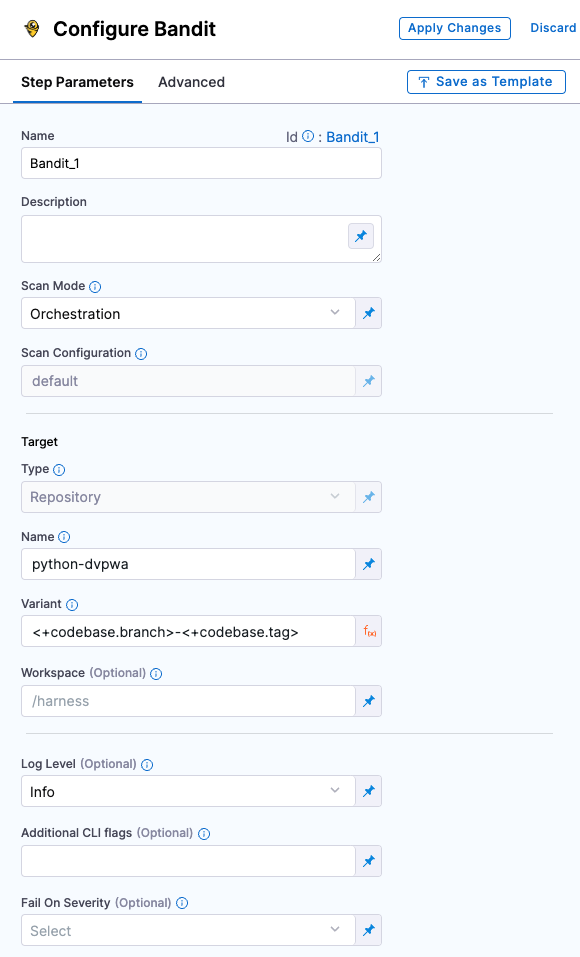 Configure Bandit
Apply Changes
Discard
Step Parameters
Advanced
Save as Template
Name
Id : Bandit_1
Bandit_1
Description
Scan Mode
Orchestration
Scan Configuration
default
Target
Type
Repository
Name
python-dvpwa
Variant
<+codebase.branch>-<+codebase.tag>
f(x)
Workspace (Optional)
/harness
Log Level (Optional)
Info
Additional CLI flags (Optional)
Fail On Severity (Optional)
Select